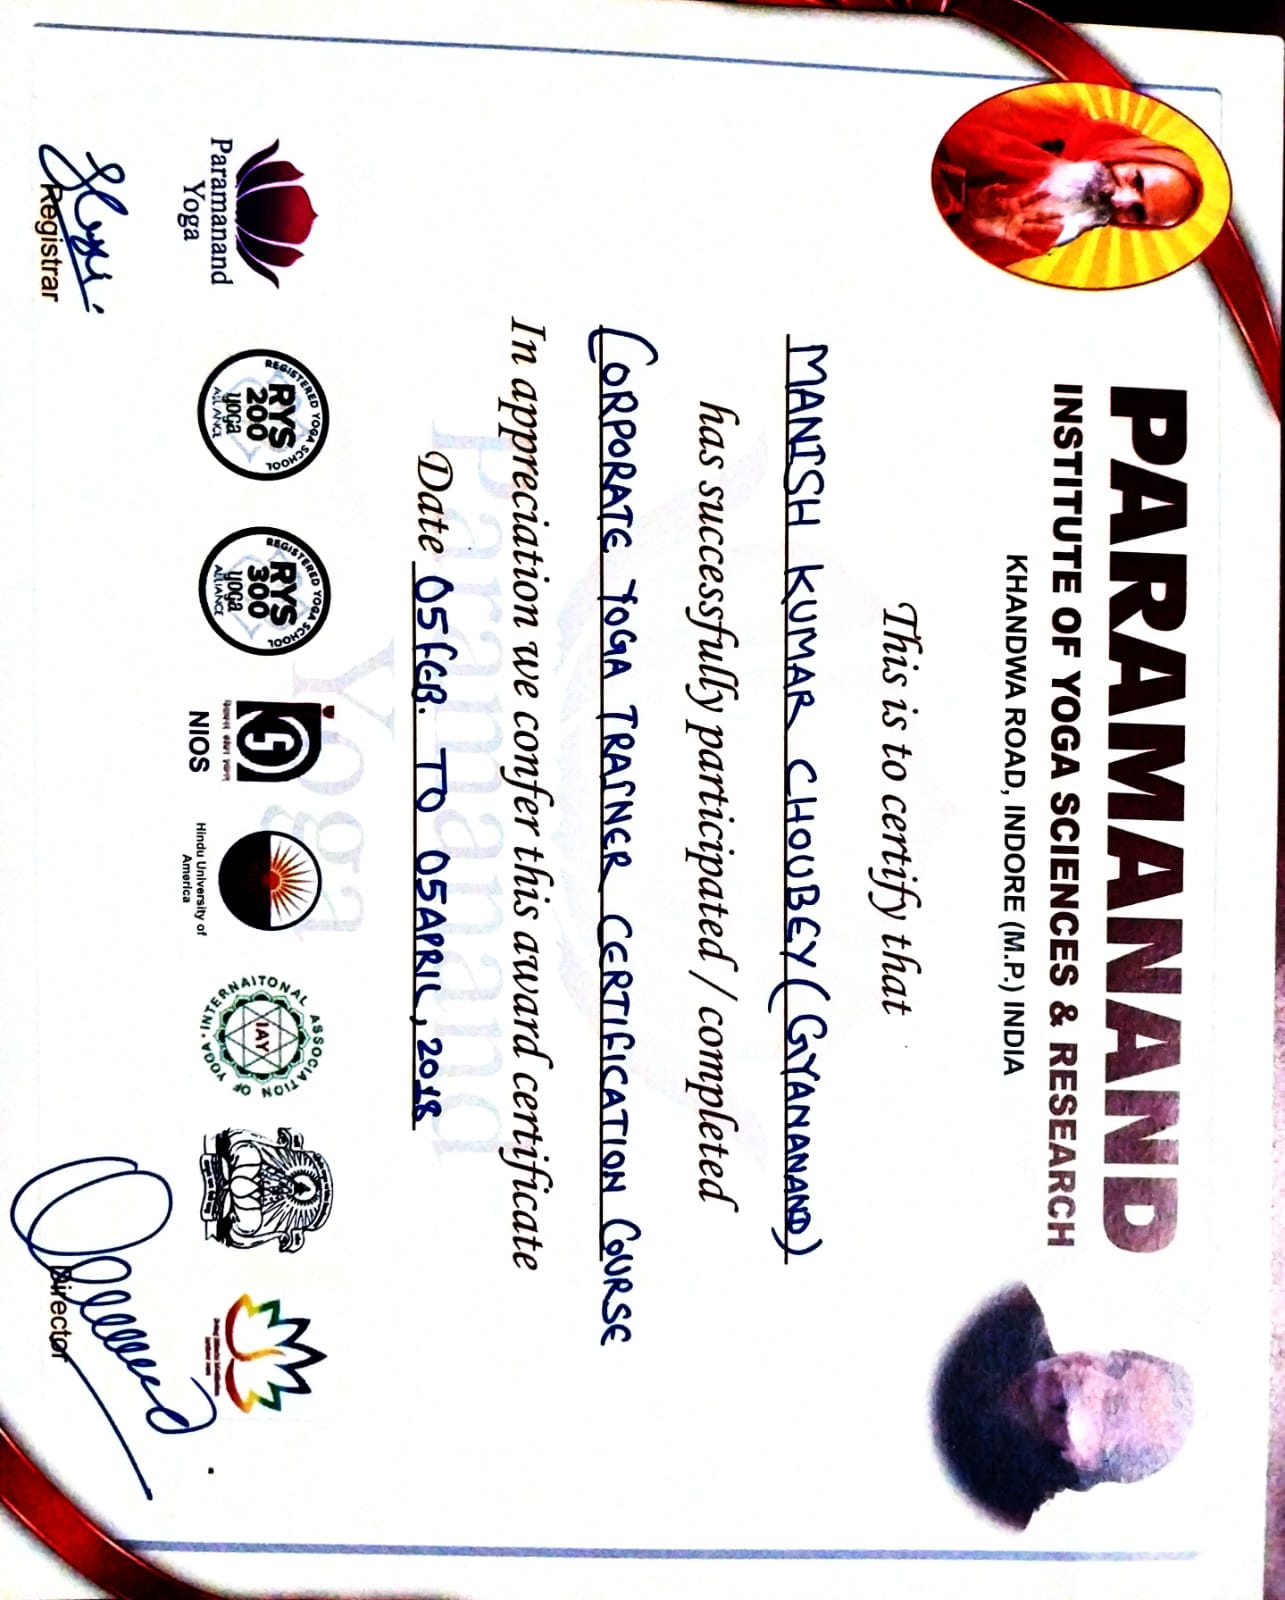 PARAMANAND
INSTITUTE OF YOGA SCIENCES & RESEARCH
KHANDWA ROAD, INDORE (M.P.) INDIA
This is to certify that
MANISH KUMAR CHOUBEY (GYANANAND)
has successfully participated / completed
CORPORATE YOGA TRAINER CERTIFICATION COURSE
In appreciation we confer this award certificate
Paramanand
Date 05 FEB. TO 05 APRIL, 2018
Yoga
REGISTERED YOGA SCHOOL
RYS
200
yoga
ALLIANCE
REGISTERED YOGA SCHOOL
RYS
300
yoga
ALLIANCE
INTERNATIONAL ASSOCIATION OF YOGA
IAY
Paramanand
Yoga
NIOS
Hindu University of
America
Registrar
Director